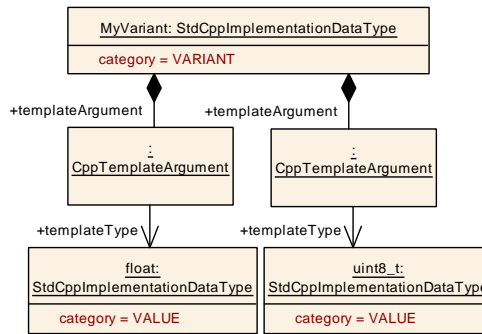 MyVariant: StdCppImplementationDataType
category = VARIANT
+templateArgument
+templateArgument
:
CppTemplateArgument
:
CppTemplateArgument
+templateType
+templateType
float:
StdCppImplementationDataType
category = VALUE
uint8_t:
StdCppImplementationDataType
category = VALUE